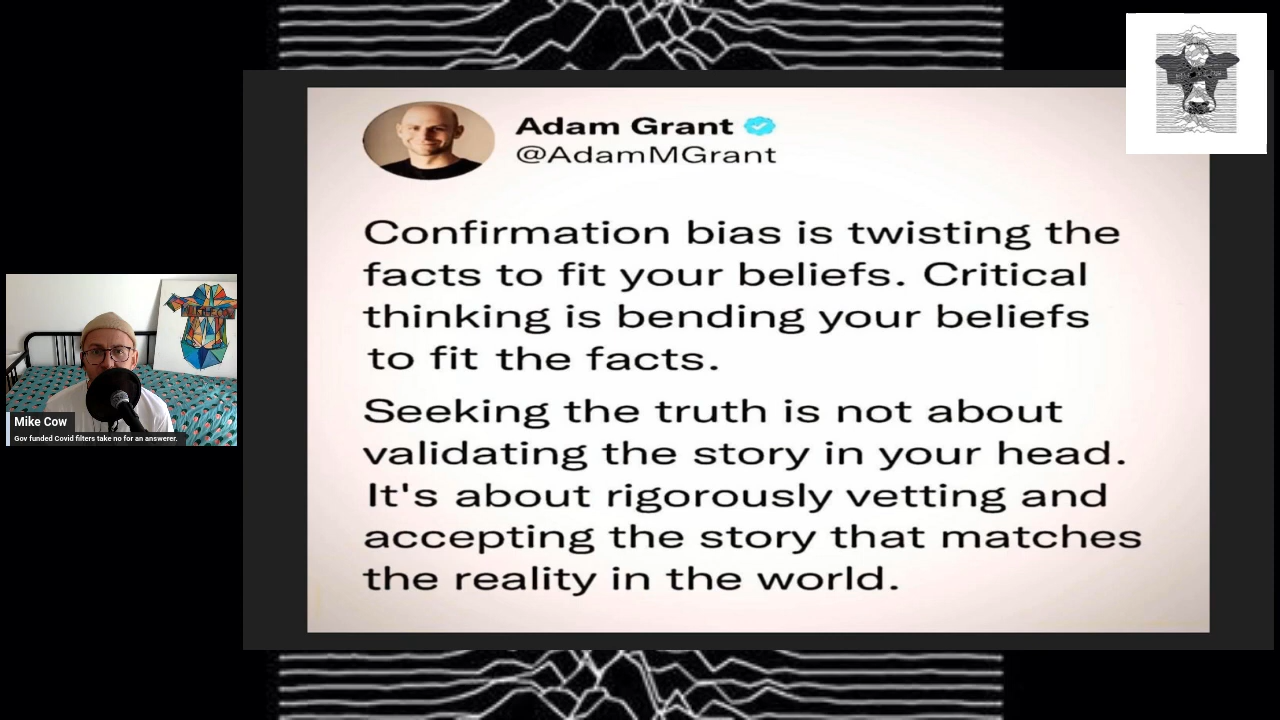 Adam Grant
@AdamMGrant
Confirmation bias is twisting the
facts to fit your beliefs. Critical
thinking is bending your beliefs
to fit the facts.
Seeking the truth is not about
validating the story in your head.
It's about rigorously vetting and
accepting the story that matches
the reality in the world.
Mike Cow
Gov funded Covid filters take no for an answerer.